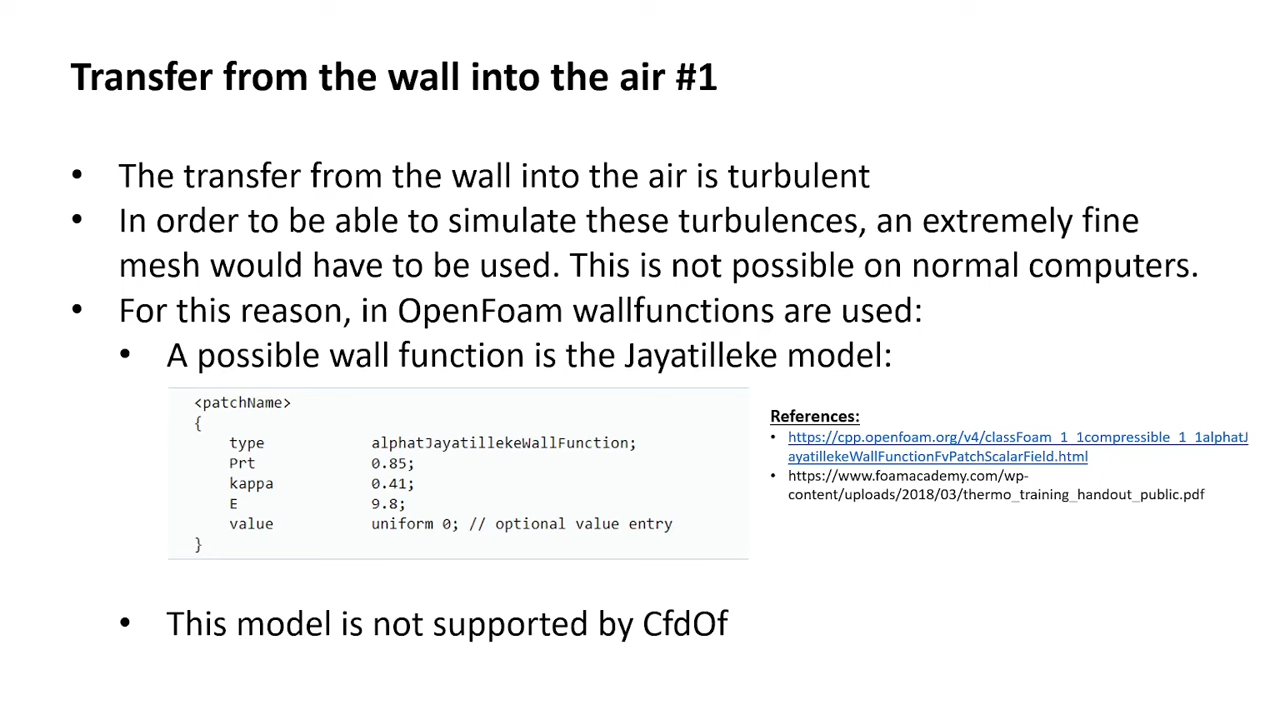 Transfer from the wall into the air #1
• The transfer from the wall into the air is turbulent
• In order to be able to simulate these turbulences, an extremely fine
mesh would have to be used. This is not possible on normal computers.
• For this reason, in OpenFoam wallfunctions are used:
• A possible wall function is the Jayatilleke model:
<patchName>
{
type alphatJayatillekeWallFunction;
Prt 0.85;
kappa 0.41;
E 9.8;
value uniform 0; // optional value entry
}
References:
• https://cpp.openfoam.org/v4/classFoam_1_1compressible_1_1alphatJ
ayatillekeWallFunctionFvPatchScalarField.html
• https://www.foamacademy.com/wp-
content/uploads/2018/03/thermo_training_handout_public.pdf
• This model is not supported by CfdOf